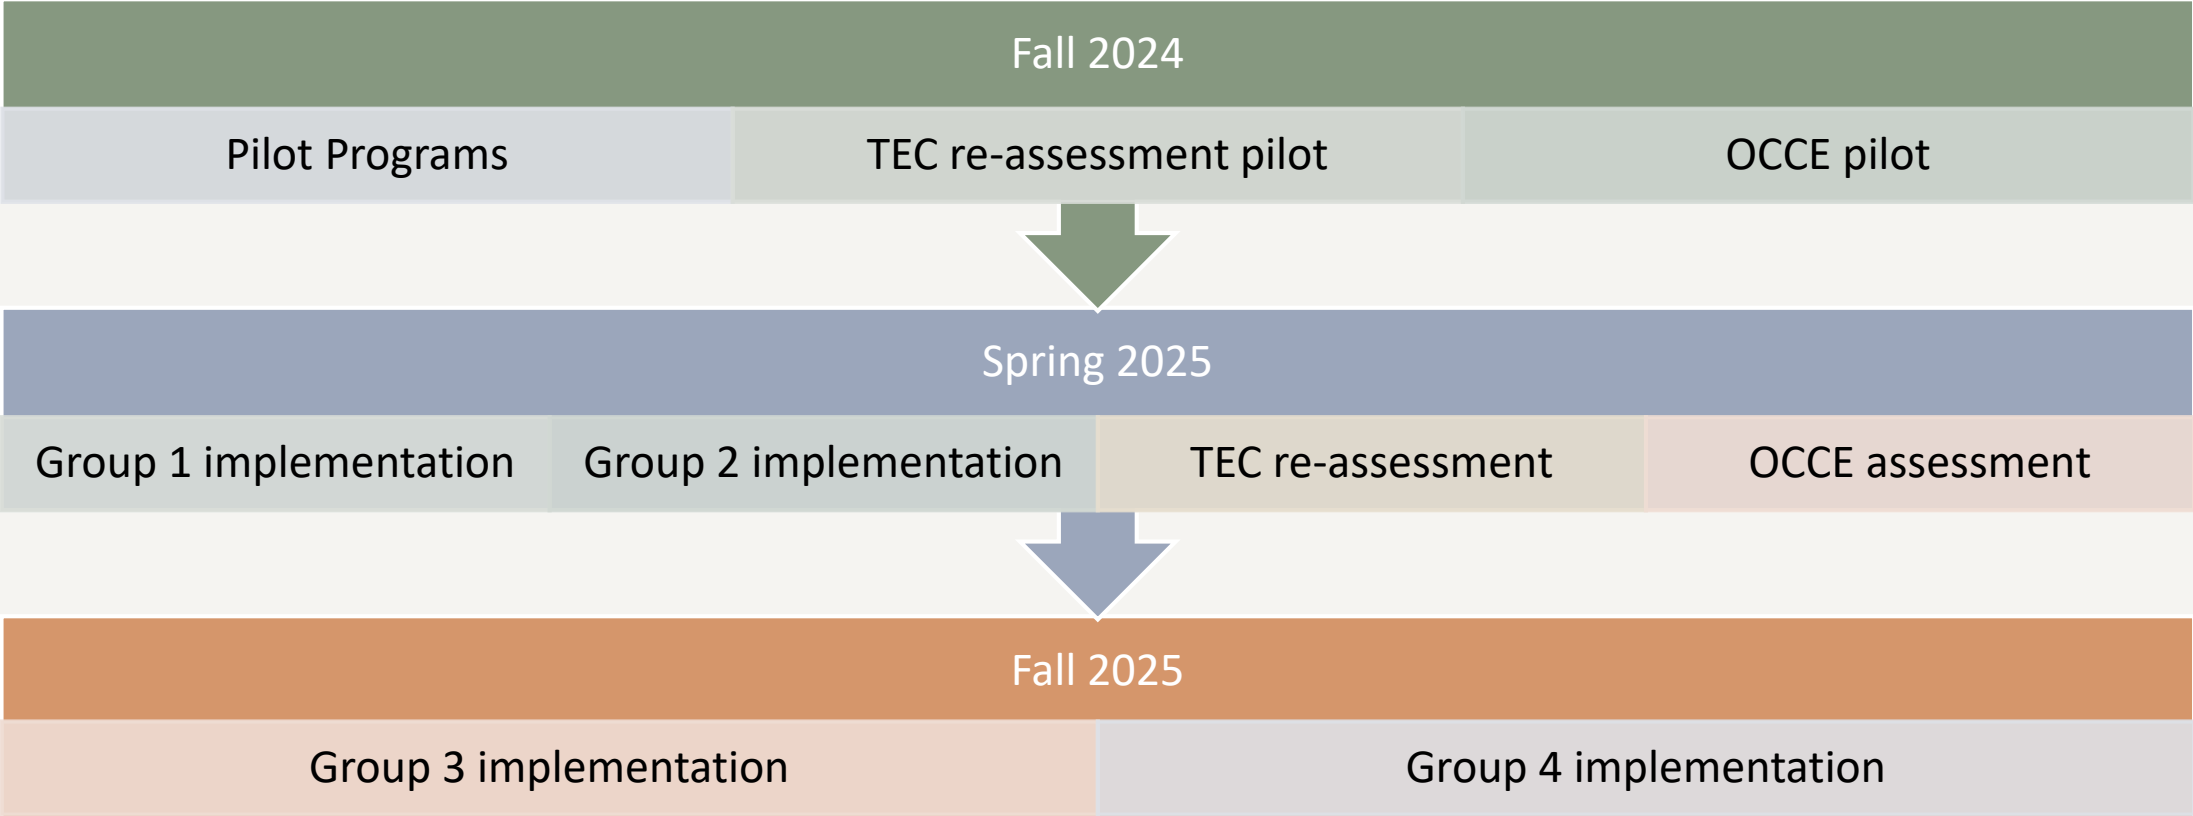 Fall 2024
Pilot Programs
TEC re-assessment pilot
OCCE pilot
Spring 2025
Group 1 implementation
Group 2 implementation
TEC re-assessment
OCCE assessment
Fall 2025
Group 3 implementation
Group 4 implementation